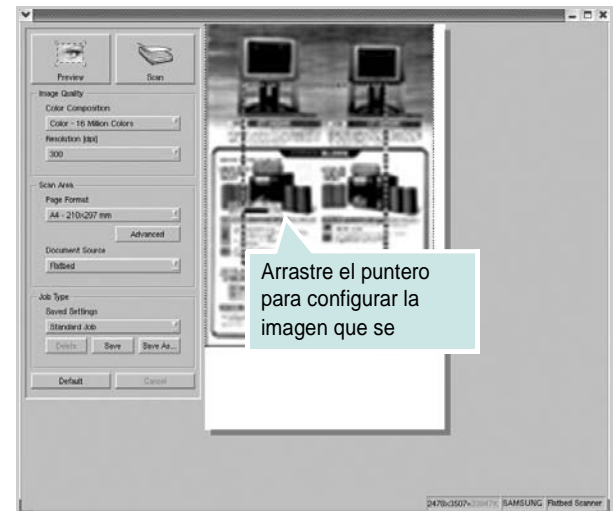 Preview
Scan
Image Quality
Color Composition
Color - 16 Million Colors
Resolution [dpi]
300
Scan Area
Page Format
A4 - 210x297 mm
Advanced
Document Source
Flatbed
Job Type
Saved Settings
Standard Job
Delete
Save
Save As...
Default
Cancel
Arrastre el puntero
para configurar la
imagen que se
SAMSUNG
Flatbed Scanner